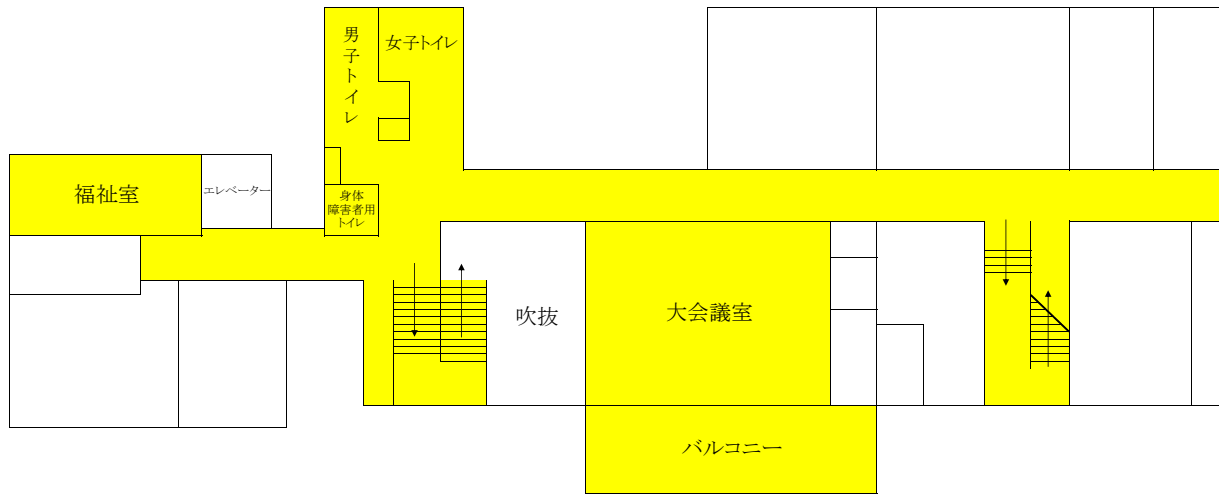 男子トイレ
女子トイレ
福祉室
エレベーター
身体
障害者用
トイレ
吹抜
大会議室
バルコニー